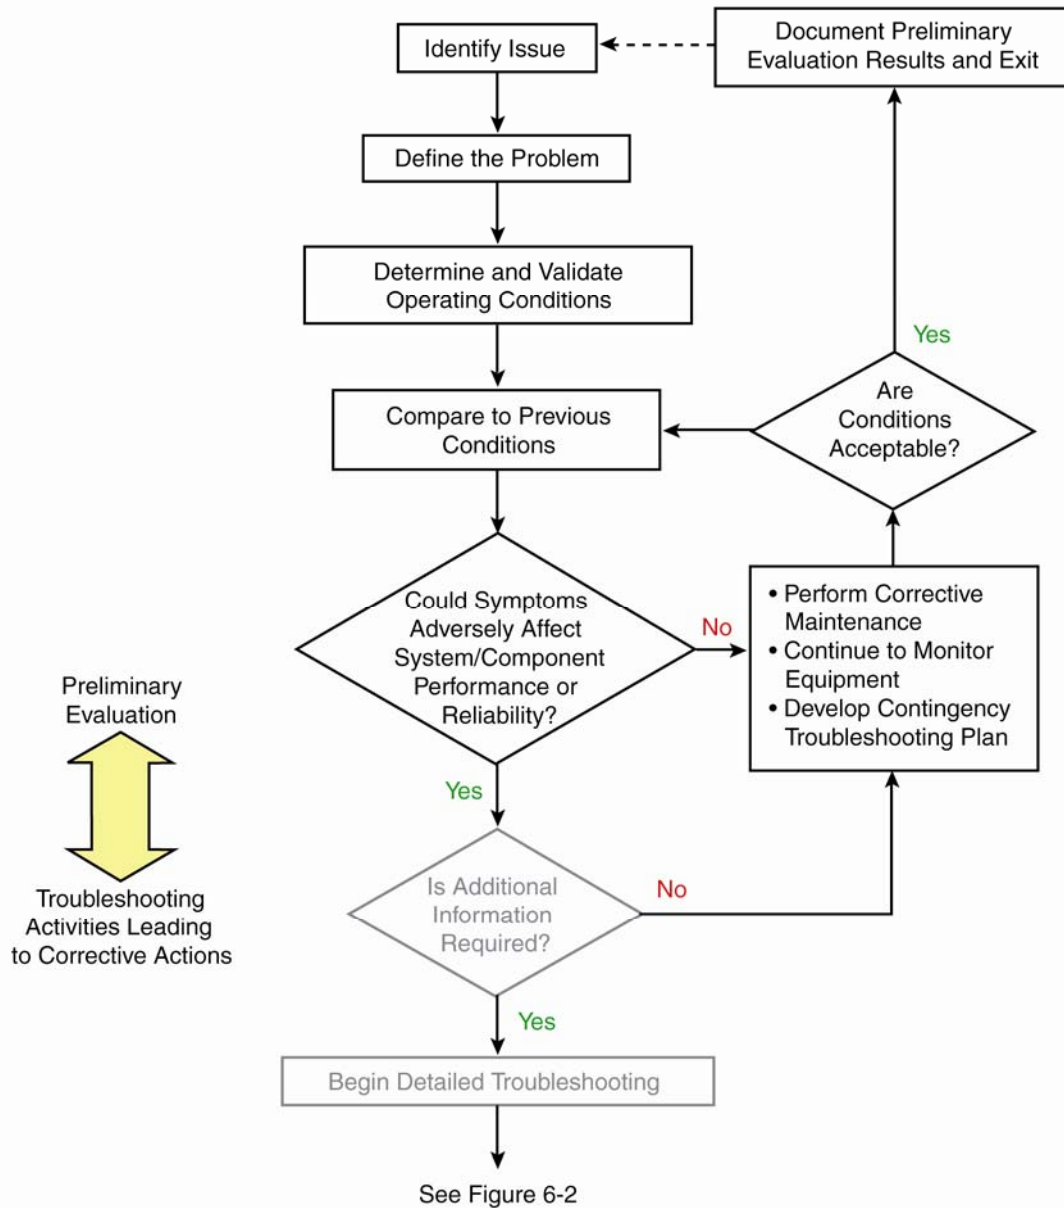 Identify Issue
Document Preliminary
Evaluation Results and Exit
Define the Problem
Determine and Validate
Operating Conditions
Compare to Previous
Conditions
Yes
Are
Conditions
Acceptable?
Could Symptoms
Adversely Affect
System/Component
Performance or
Reliability?
No
• Perform Corrective
Maintenance
• Continue to Monitor
Equipment
• Develop Contingency
Troubleshooting Plan
Preliminary
Evaluation
Troubleshooting
Activities Leading
to Corrective Actions
Yes
Is Additional
Information
Required?
No
Yes
Begin Detailed Troubleshooting
See Figure 6-2